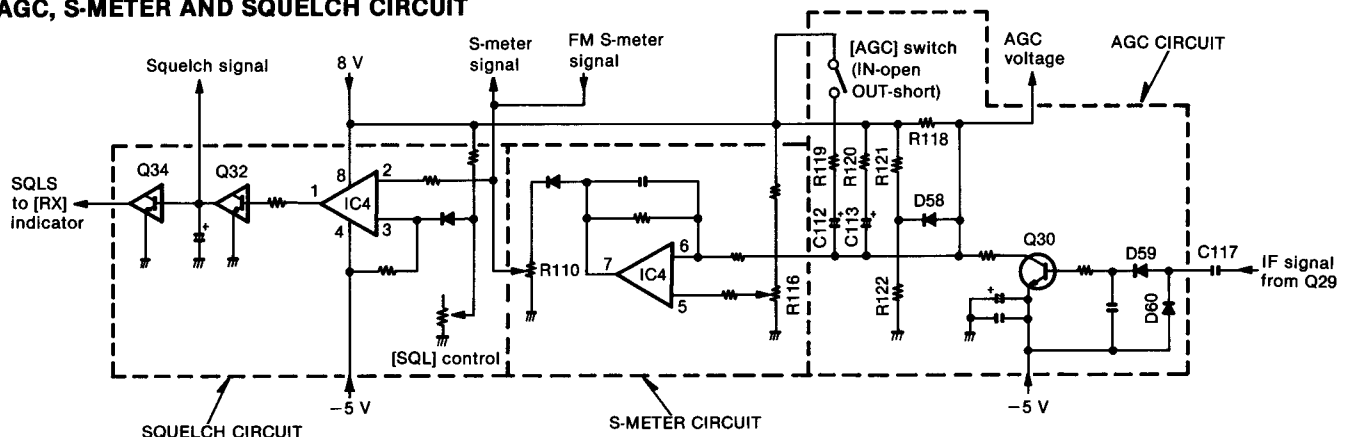 AGC, S-METER AND SQUELCH CIRCUIT
Squelch signal
8 V
S-meter
signal
FM S-meter
signal
[AGC] switch
(IN-open
OUT-short)
AGC
voltage
AGC CIRCUIT
R118
Q34
Q32
SQLS
to [RX]
indicator
1
8
2
IC4
4
3
R110
7
6
IC4
5
R116
R119
R120
R121
C112
C113
D58
R122
Q30
D59
C117
D60
IF signal
from Q29
[SQL] control
−5 V
−5 V
SQUELCH CIRCUIT
S-METER CIRCUIT